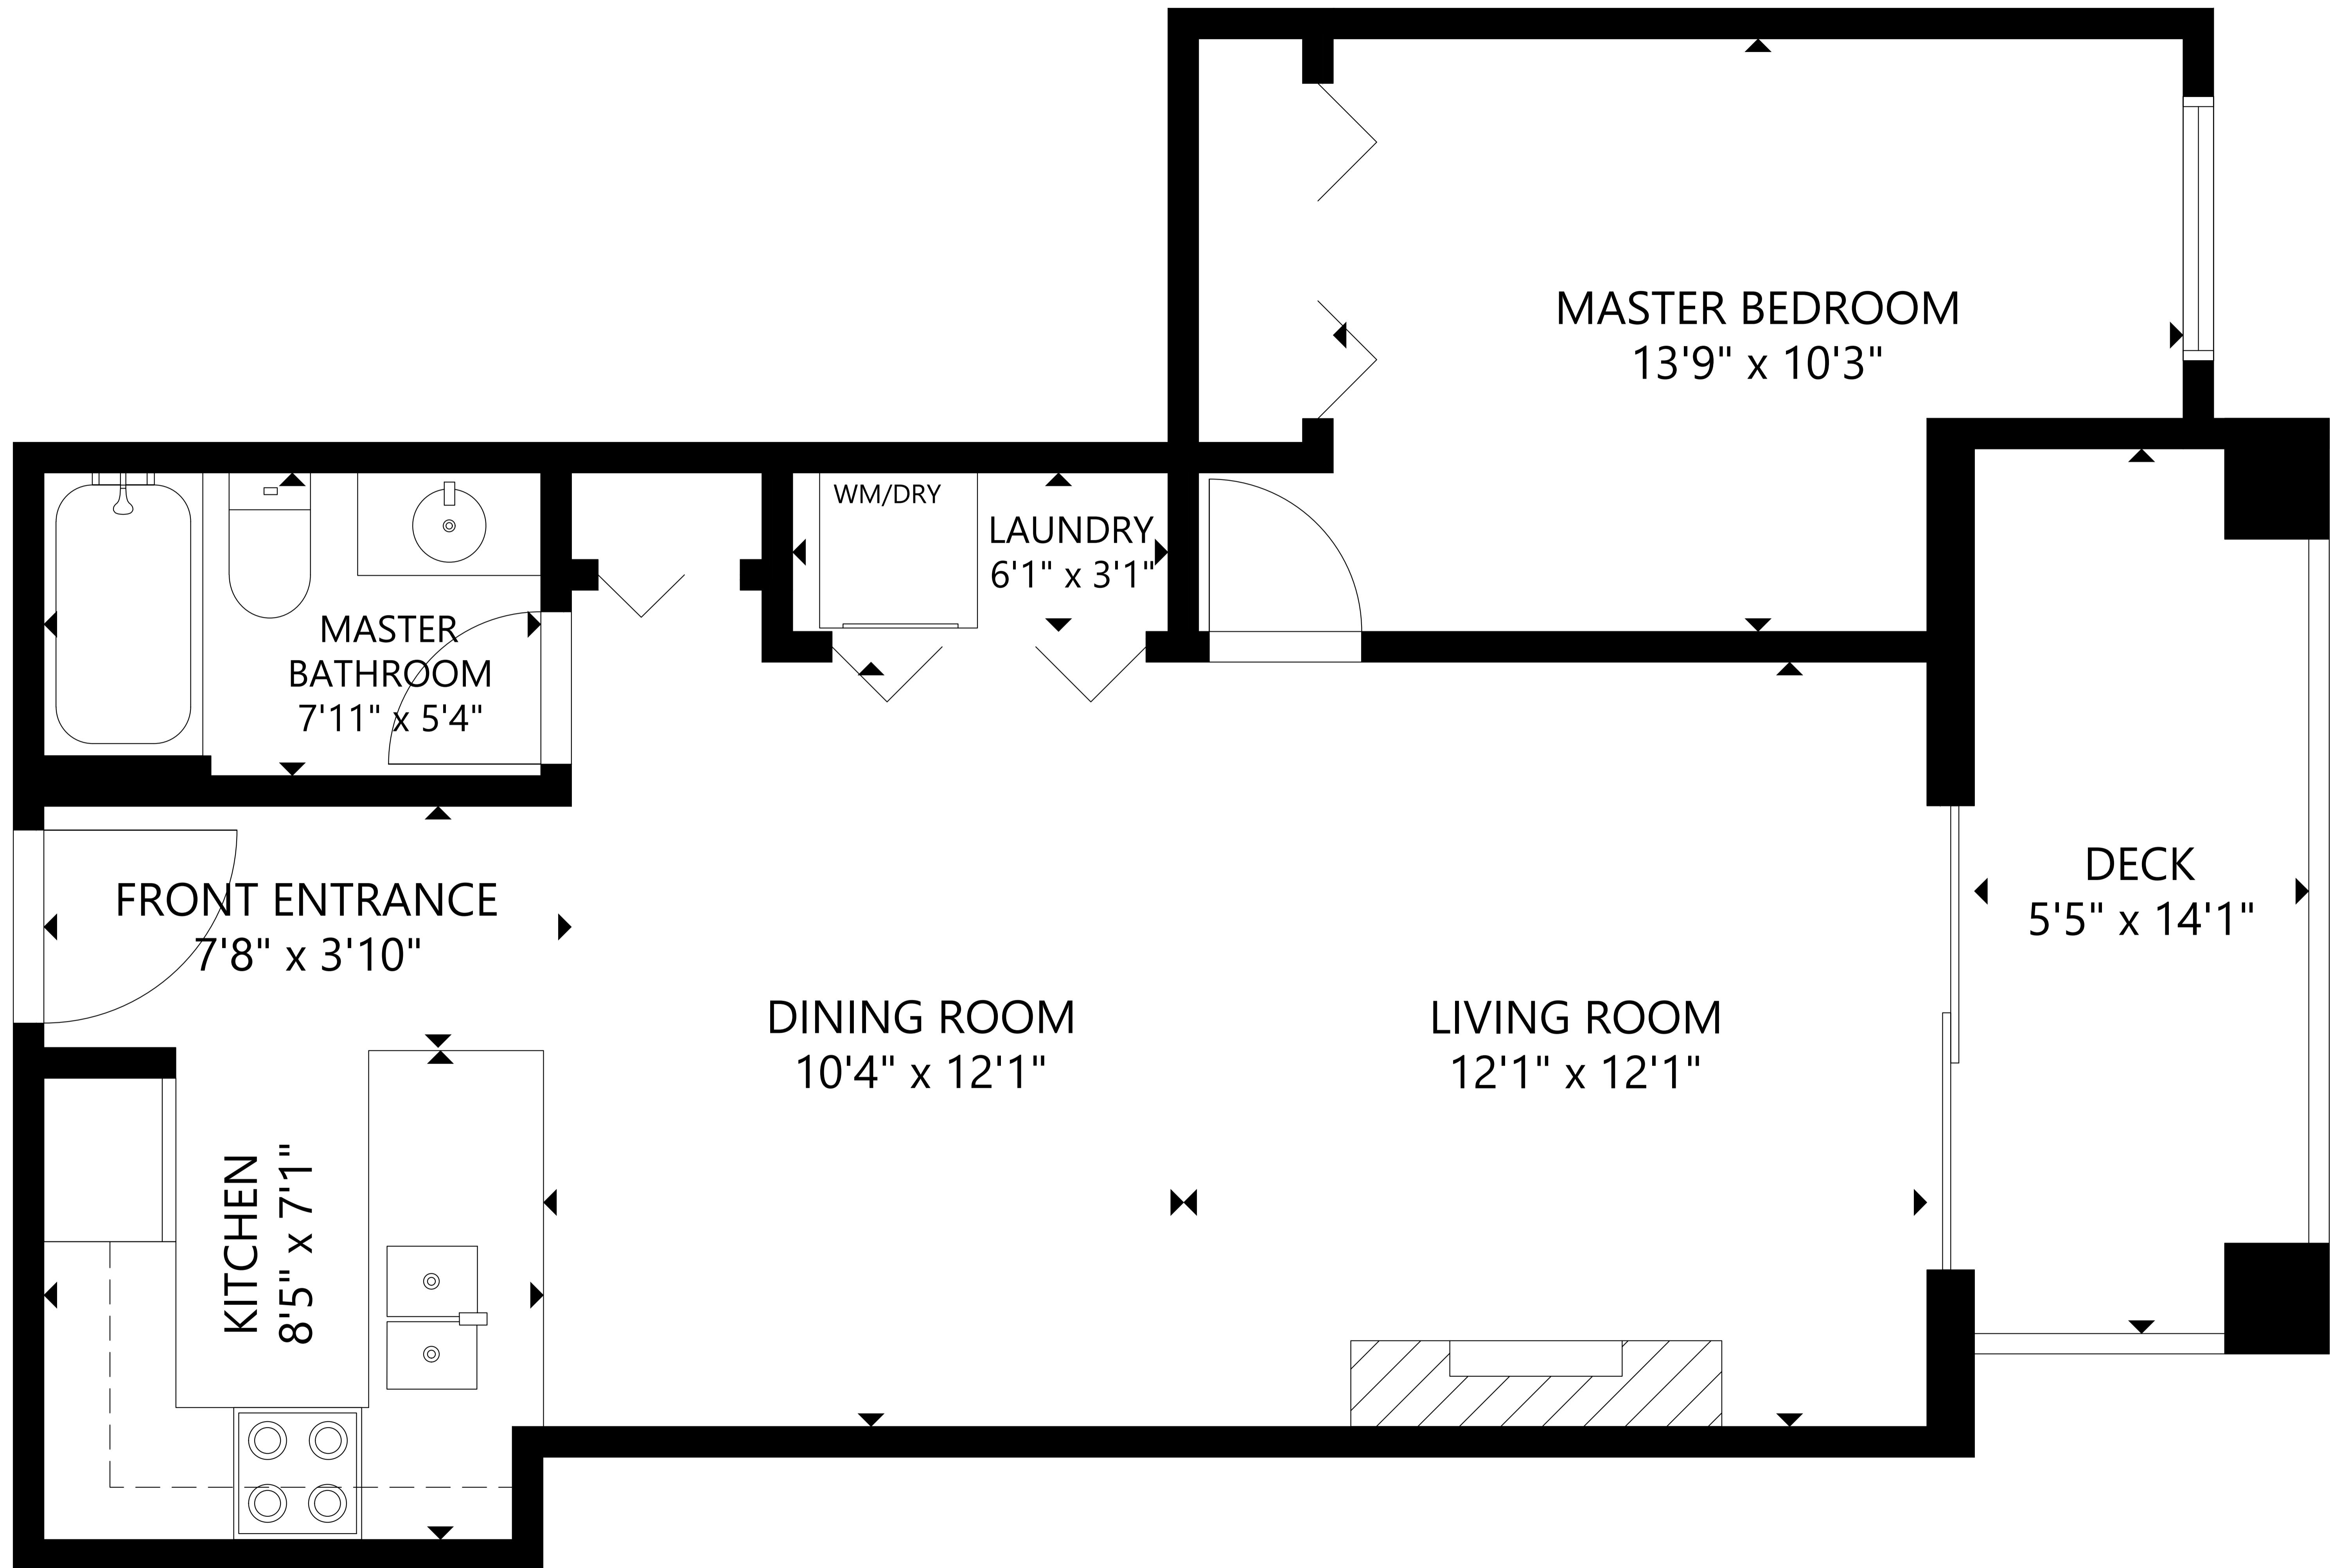 MASTER BEDROOM
13'9" x 10'3"
WM/DRY
LAUNDRY
6'1" x 3'1"
MASTER
BATHROOM
7'11" x 5'4"
FRONT ENTRANCE
7'8" x 3'10"
DINING ROOM
10'4" x 12'1"
LIVING ROOM
12'1" x 12'1"
DECK
5'5" x 14'1"
KITCHEN
8'5" x 7'1"